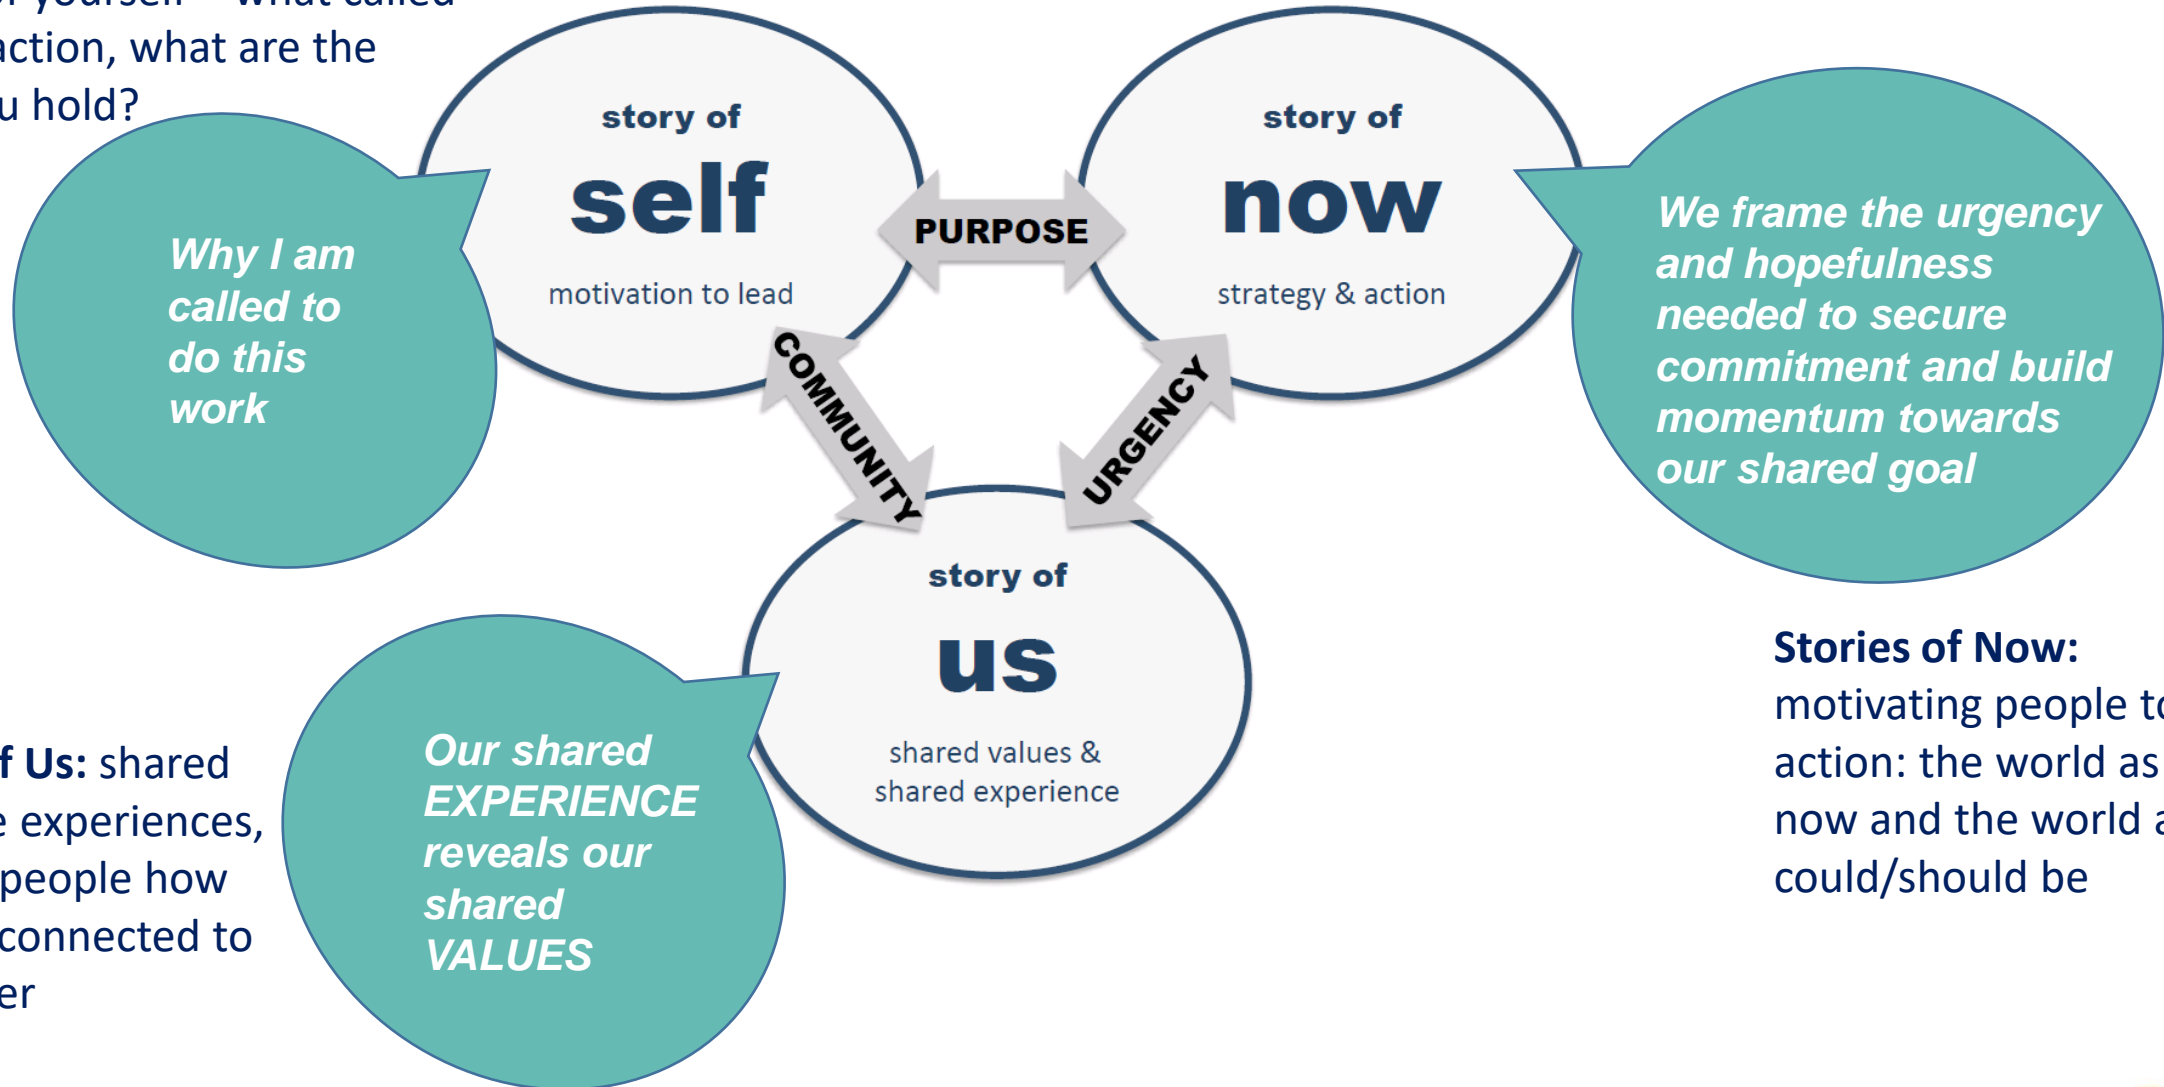 yourself – what called
action, what are the
hold?
Why I am
called to
do this
work
story of
self
motivation to lead
PURPOSE
story of
now
strategy & action
We frame the urgency
and hopefulness
needed to secure
commitment and build
momentum towards
our shared goal
COMMUNITY
URGENCY
story of
us
shared values &
shared experience
Our shared
EXPERIENCE
reveals our
shared
VALUES
Us: shared
experiences,
people how
connected to
Stories of Now:
motivating people to
action: the world as
now and the world
could/should be